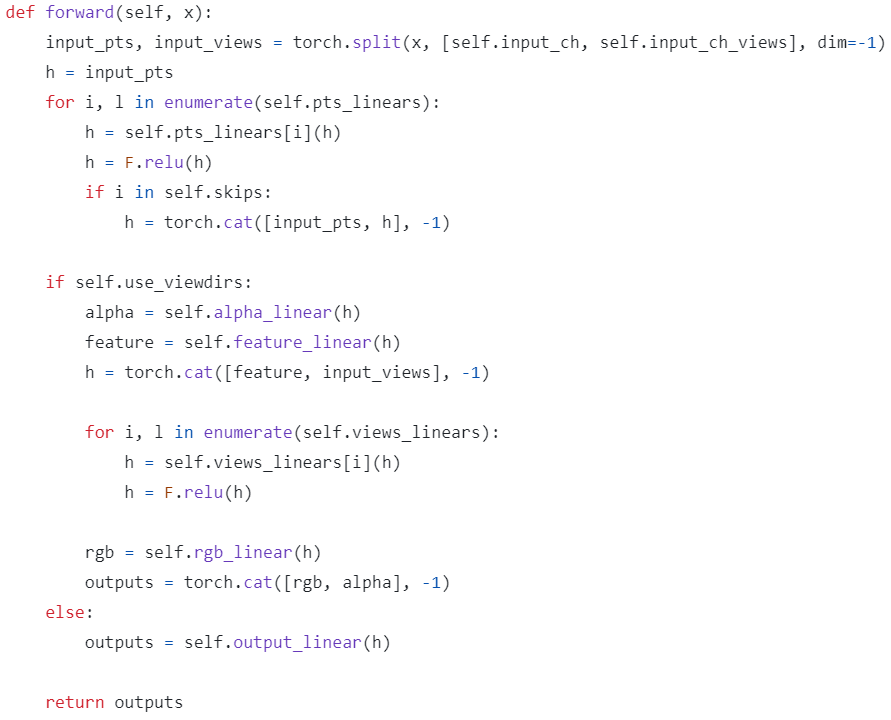 def forward(self, x):
    input_pts, input_views = torch.split(x, [self.input_ch, self.input_ch_views], dim=-1)
    h = input_pts
    for i, l in enumerate(self.pts_linears):
        h = self.pts_linears[i](h)
        h = F.relu(h)
        if i in self.skips:
            h = torch.cat([input_pts, h], -1)

    if self.use_viewdirs:
        alpha = self.alpha_linear(h)
        feature = self.feature_linear(h)
        h = torch.cat([feature, input_views], -1)

        for i, l in enumerate(self.views_linears):
            h = self.views_linears[i](h)
            h = F.relu(h)

        rgb = self.rgb_linear(h)
        outputs = torch.cat([rgb, alpha], -1)
    else:
        outputs = self.output_linear(h)

    return outputs